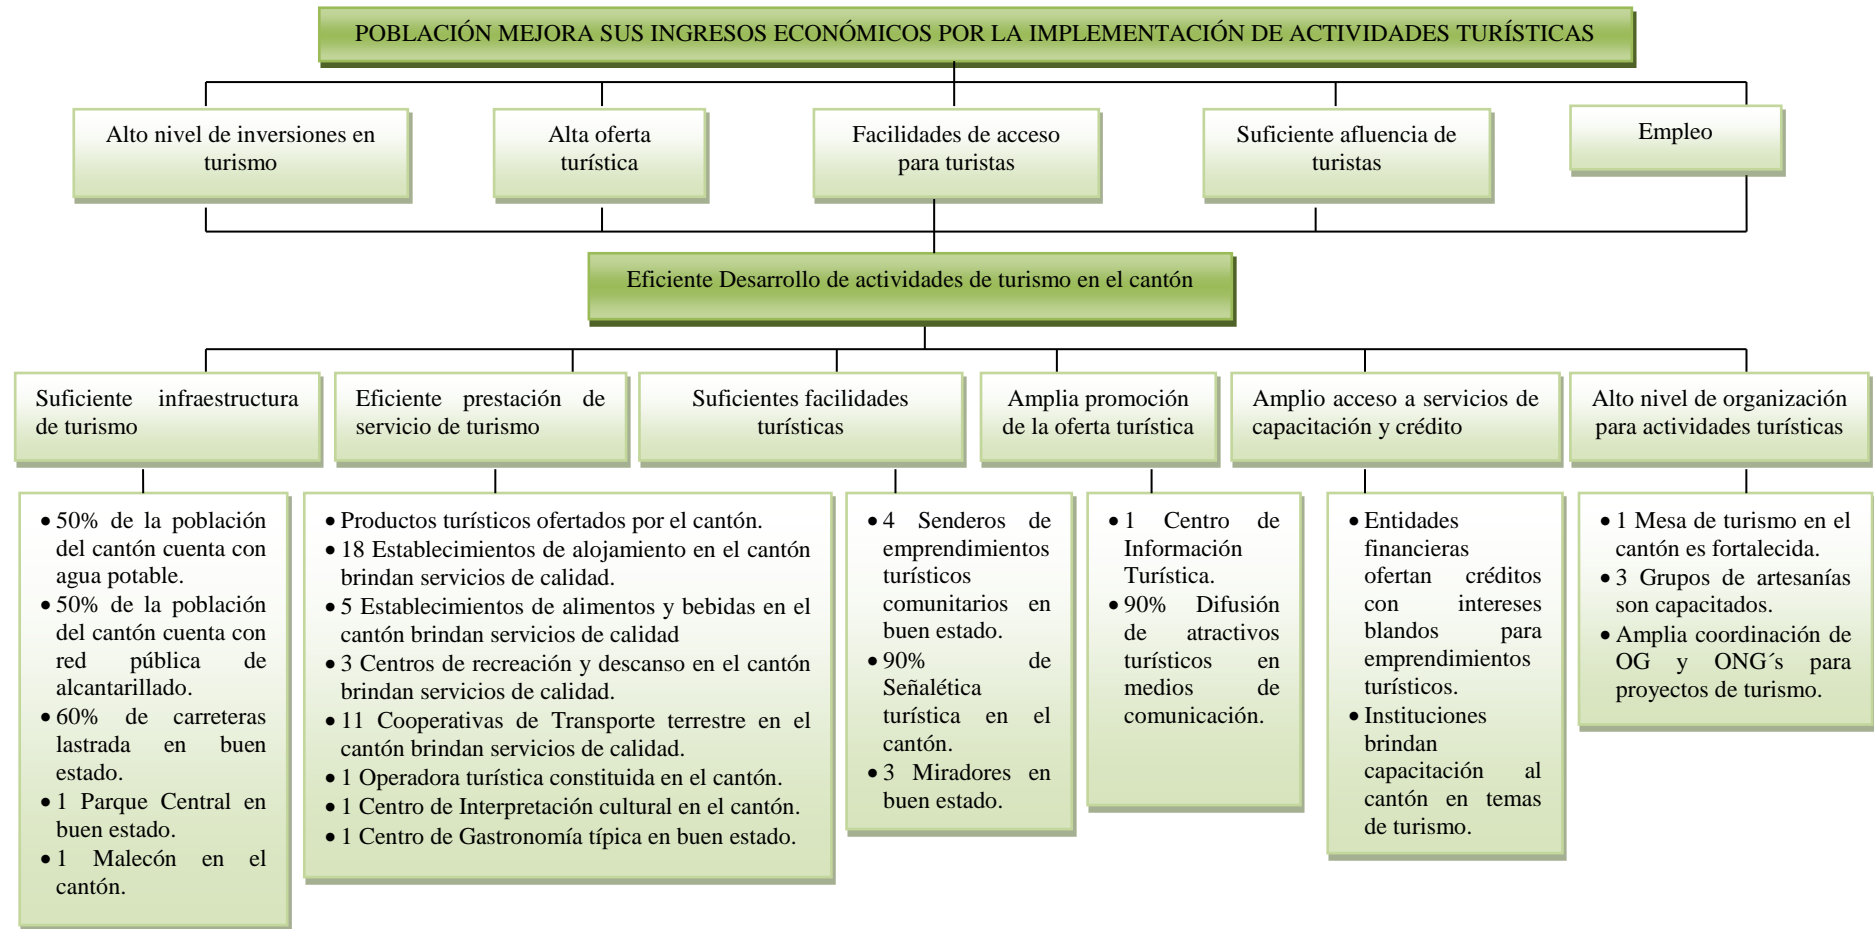 POBLACIÓN MEJORA SUS INGRESOS ECONÓMICOS POR LA IMPLEMENTACIÓN DE ACTIVIDADES TURÍSTICAS
Alto nivel de inversiones en
turismo
Alta oferta
turística
Facilidades de acceso
para turistas
Suficiente afluencia de
turistas
Empleo
Eficiente Desarrollo de actividades de turismo en el cantón
Suficiente infraestructura
de turismo
Eficiente prestación de
servicio de turismo
Suficientes facilidades
turísticas
Amplia promoción
de la oferta turística
Amplio acceso a servicios de
capacitación y crédito
Alto nivel de organización
para actividades turísticas
• 50% de la población
del cantón cuenta con
agua potable.
• 50% de la población
del cantón cuenta con
red pública de
alcantarillado.
• 60% de carreteras
lastrada en buen
estado.
• 1 Parque Central en
buen estado.
• 1 Malecón en el
cantón.
• Productos turísticos ofertados por el cantón.
• 18 Establecimientos de alojamiento en el cantón
brindan servicios de calidad.
• 5 Establecimientos de alimentos y bebidas en el
cantón brindan servicios de calidad
• 3 Centros de recreación y descanso en el cantón
brindan servicios de calidad.
• 11 Cooperativas de Transporte terrestre en el
cantón brindan servicios de calidad.
• 1 Operadora turística constituida en el cantón.
• 1 Centro de Interpretación cultural en el cantón.
• 1 Centro de Gastronomía típica en buen estado.
• 4 Senderos de
emprendimientos
turísticos
comunitarios en
buen estado.
• 90% de
Señalética
turística en el
cantón.
• 3 Miradores en
buen estado.
• 1 Centro de
Información
Turística.
• 90% Difusión
de atractivos
turísticos en
medios de
comunicación.
• Entidades
financieras
ofertan créditos
con intereses
blandos para
emprendimientos
turísticos.
• Instituciones
brindan
capacitación al
cantón en temas
de turismo.
• 1 Mesa de turismo en el
cantón es fortalecida.
• 3 Grupos de artesanías
son capacitados.
• Amplia coordinación de
OG y ONG´s para
proyectos de turismo.